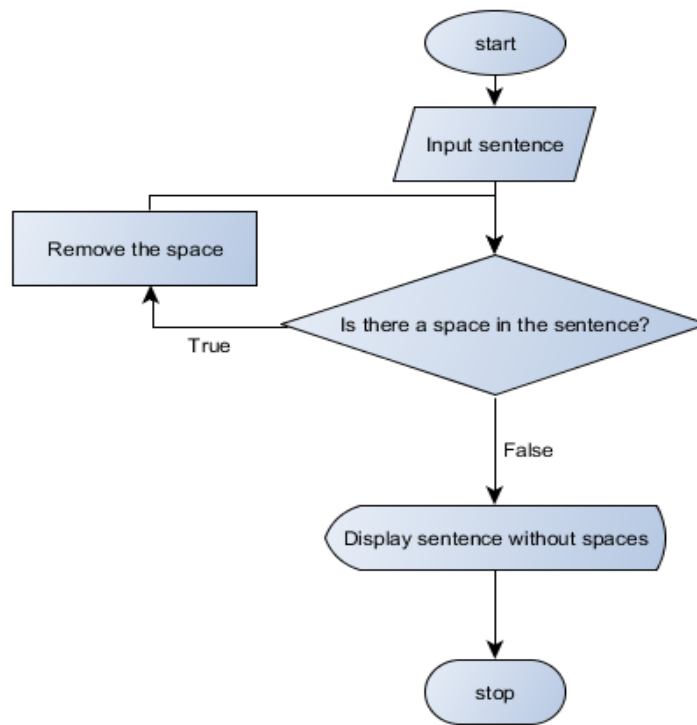 start
Input sentence
Remove the space
Is there a space in the sentence?
True
False
Display sentence without spaces
stop